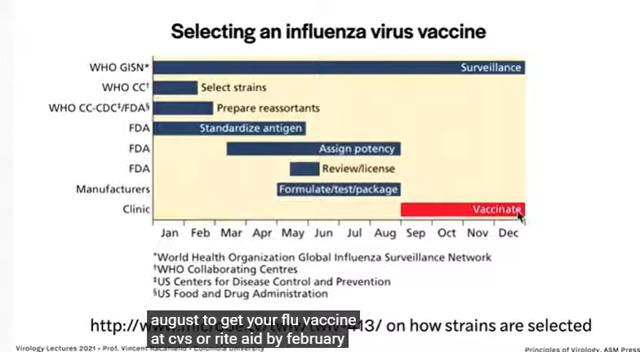 Selecting an influenza virus vaccine
WHO GISN* Surveillance
WHO CC† Select strains
WHO CC-CDC‡/FDA§ Prepare reassortants
FDA Standardize antigen
FDA Assign potency
FDA Review/license
Manufacturers Formulate/test/package
Clinic Vaccinate
Jan Feb Mar Apr May Jun Jul Aug Sep Oct Nov Dec
*World Health Organization Global Influenza Surveillance Network
†WHO Collaborating Centres
‡US Centers for Disease Control and Prevention
§US Food and Drug Administration
august to get your flu vaccine
at cvs or rite aid by february
on how strains are selected
Virology Lectures 2021 • Prof. Vincent
Principles of Virology, ASM Press